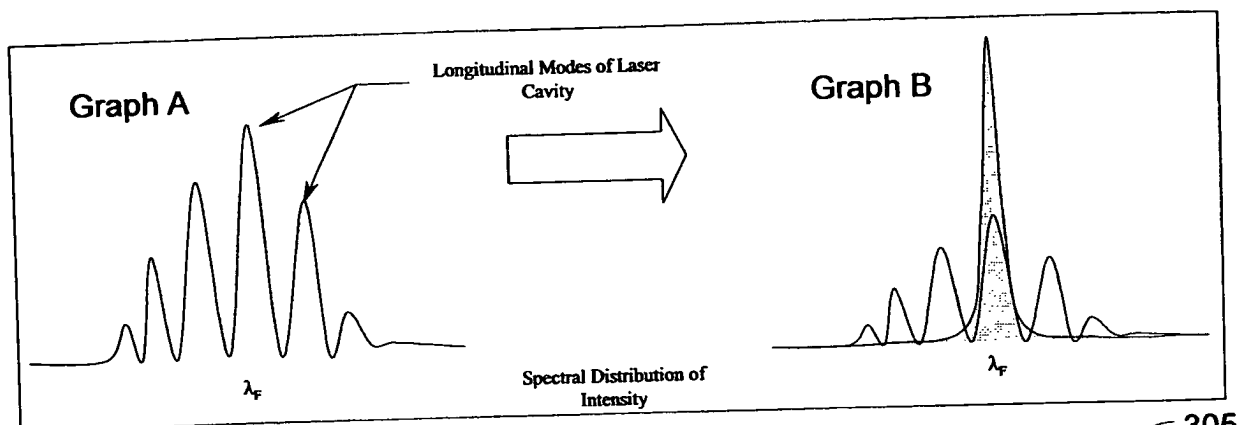 Longitudinal Modes of Laser
Cavity
Graph A
Graph B
λF
λF
Spectral Distribution of
Intensity
305